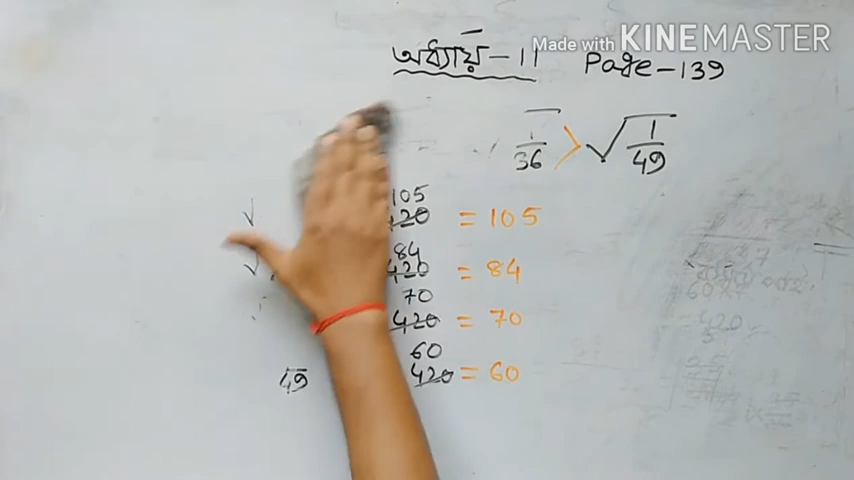 Made with KINEMASTER
অধ্যায় - 11 Page - 139
1/36 > √1/49
105
420 = 105
84
420 = 84
70
420 = 70
60
49 420 = 60